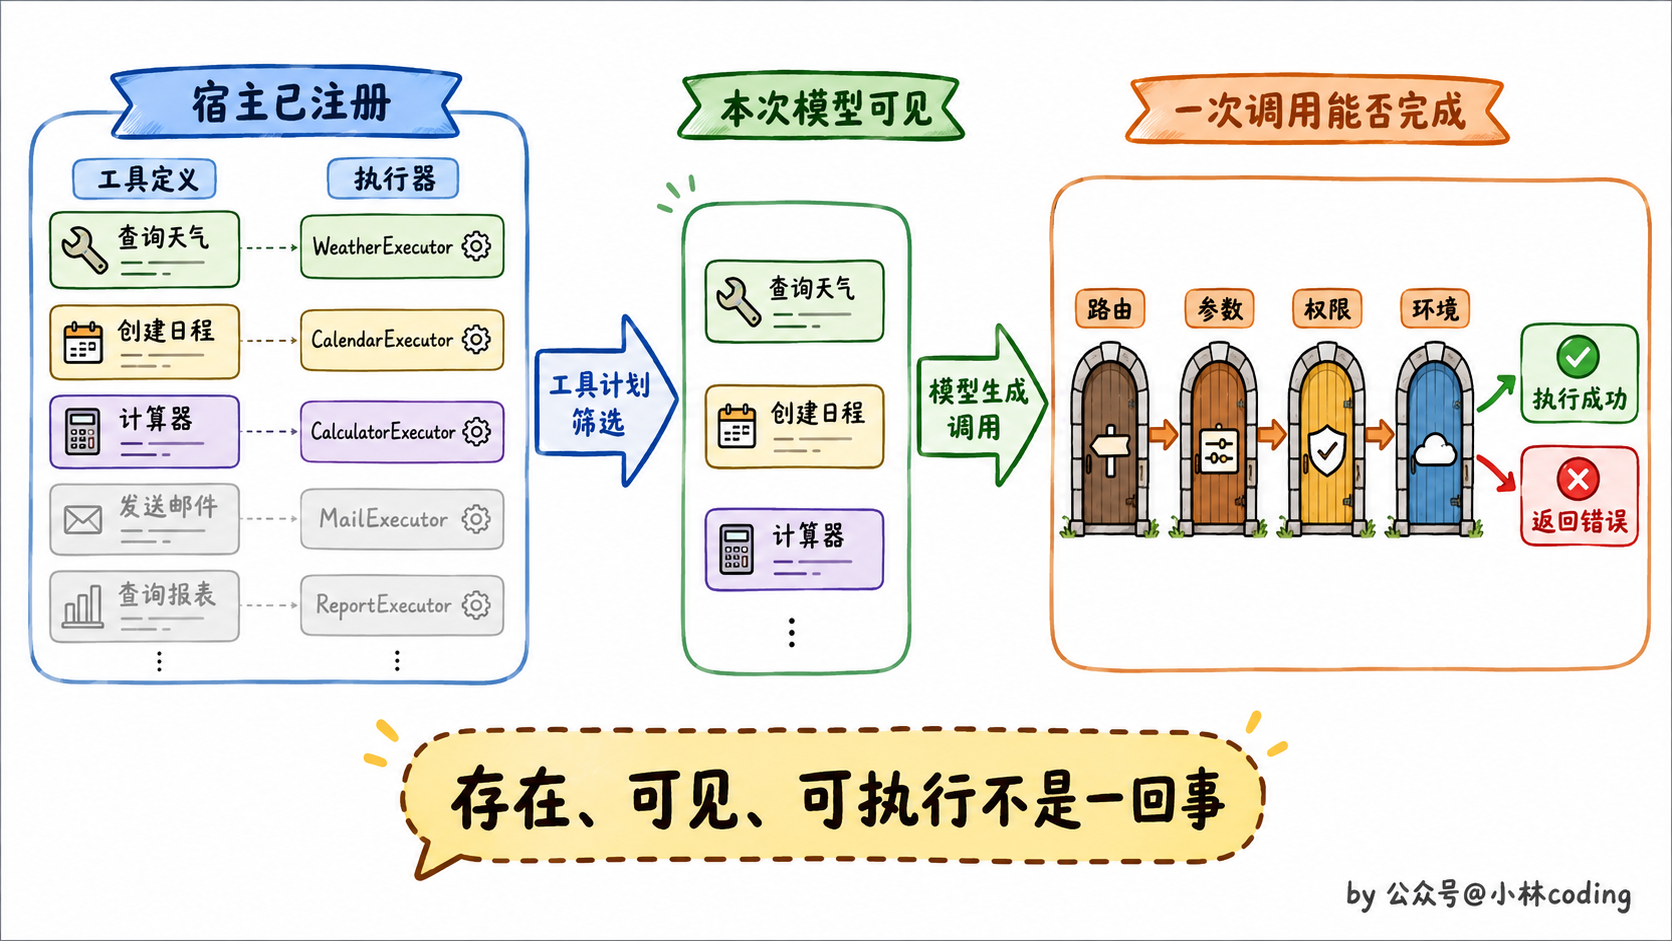 宿主已注册
工具定义
执行器
查询天气
WeatherExecutor
创建日程
CalendarExecutor
计算器
CalculatorExecutor
发送邮件
MailExecutor
查询报表
ReportExecutor
工具计划
筛选
本次模型可见
查询天气
创建日程
计算器
模型生成
调用
一次调用能否完成
路由
参数
权限
环境
执行成功
返回错误
存在、可见、可执行不是一回事
by 公众号@小林coding